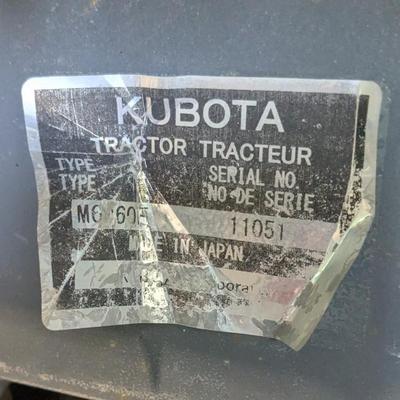 KUBOTA
TRACTOR TRACTEUR
TYPE SERIAL NO.
TYPE NO DE SERIE
11051
MADE IN JAPAN